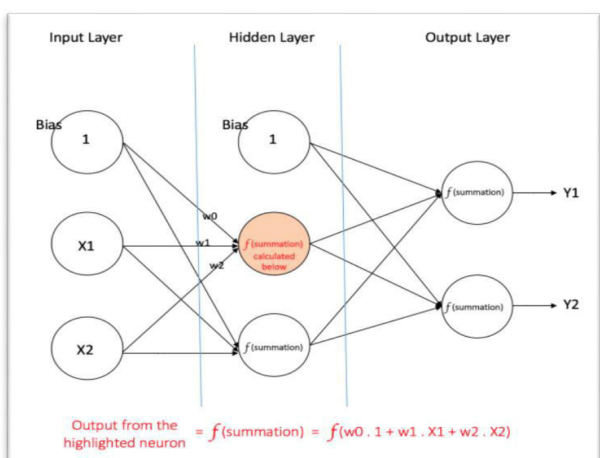 Input Layer
Hidden Layer
Output Layer
Bias
1
Bias
1
f(summation)
Y1
w0
X1
w1
f(summation)
calculated
below
w2
f(summation)
Y2
X2
f(summation)
Output from the
highlighted neuron
= f(summation) = f(w0 . 1 + w1 . X1 + w2 . X2)